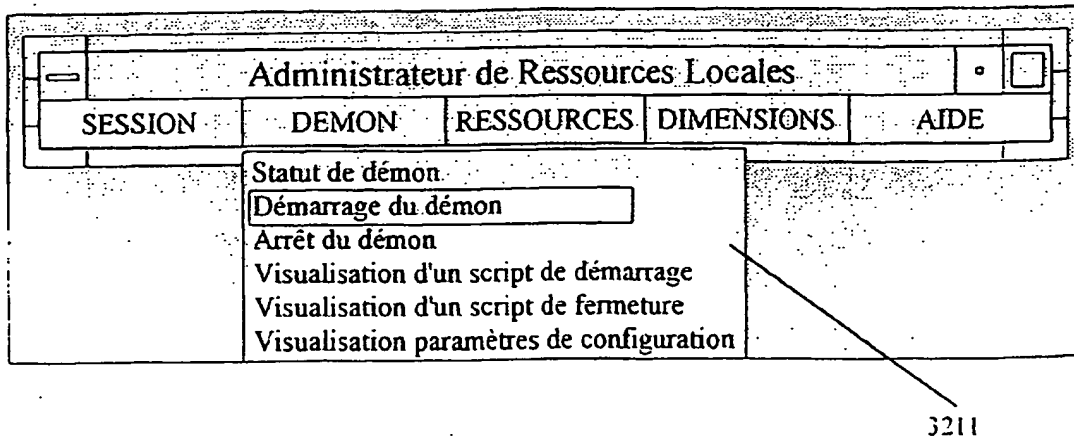 Administrateur de Ressources Locales
SESSION DEMON RESSOURCES DIMENSIONS AIDE
Statut de démon
Démarrage du démon
Arrêt du démon
Visualisation d'un script de démarrage
Visualisation d'un script de fermeture
Visualisation paramètres de configuration
3211